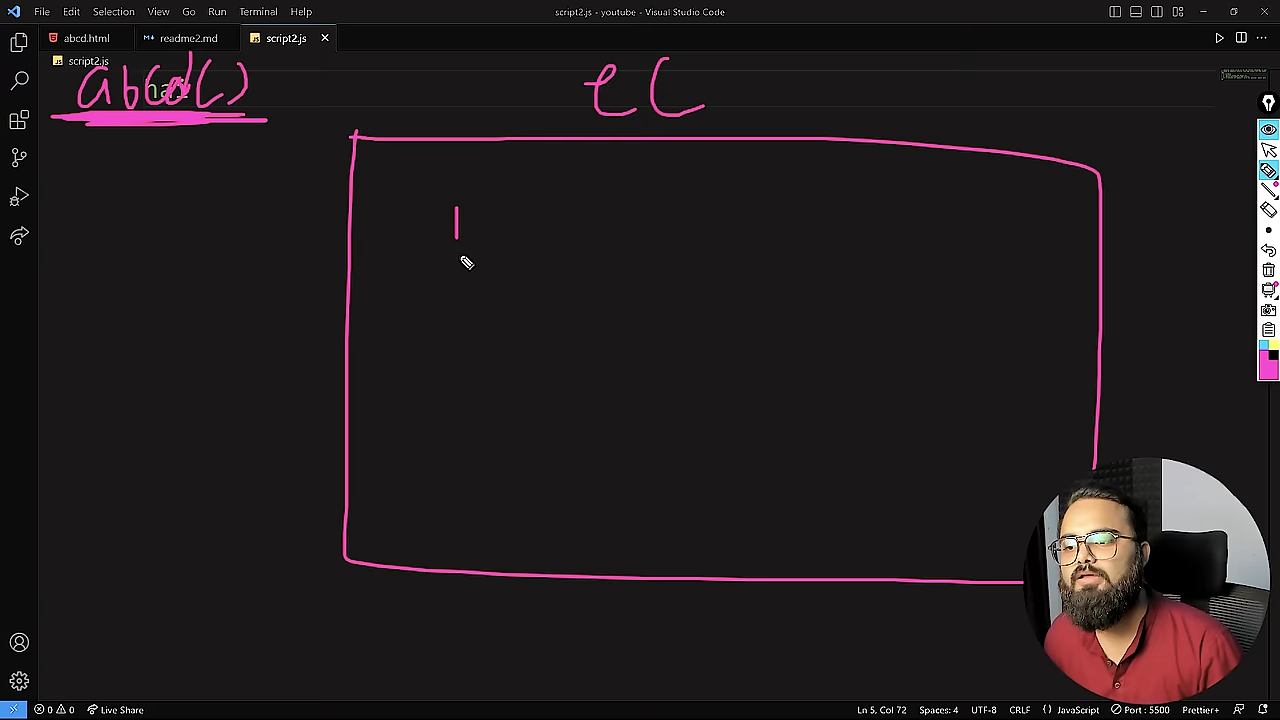 File Edit Selection View Go Run Terminal Help script2.js - youtube - Visual Studio Code
abcd.html readme2.md script2.js
script2.js
abcd()
eC
0 0 Live Share Ln 5, Col 72 Spaces: 4 UTF-8 CRLF {} JavaScript Port : 5500 Prettier+